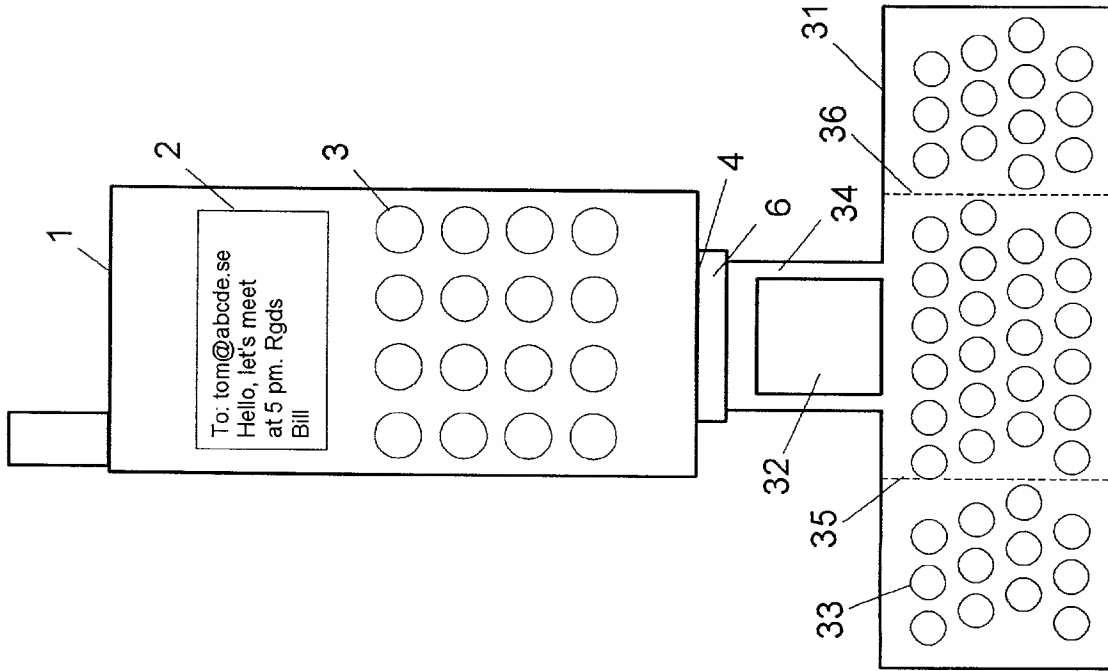 1
2
To: tom@abcde.se
Hello, let's meet
at 5 pm. Rgds
Bill
3
4
6
34
36
31
32
35
33